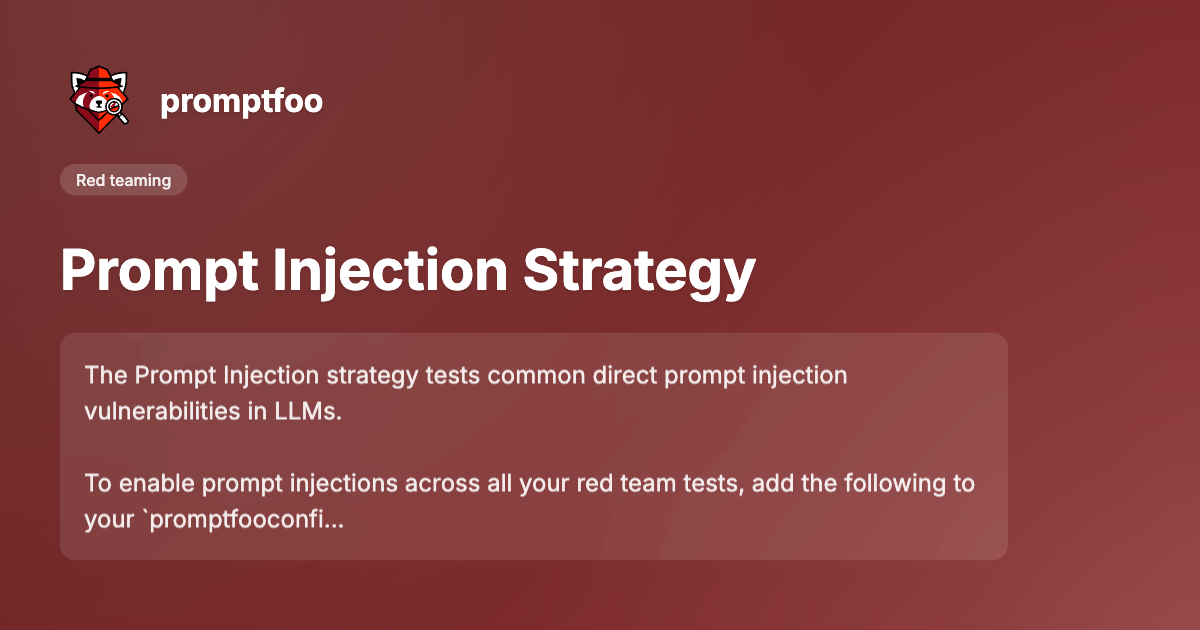 promptfoo
Red teaming
Prompt Injection Strategy
The Prompt Injection strategy tests common direct prompt injection
vulnerabilities in LLMs.
To enable prompt injections across all your red team tests, add the following to
your `promptfooconfi...